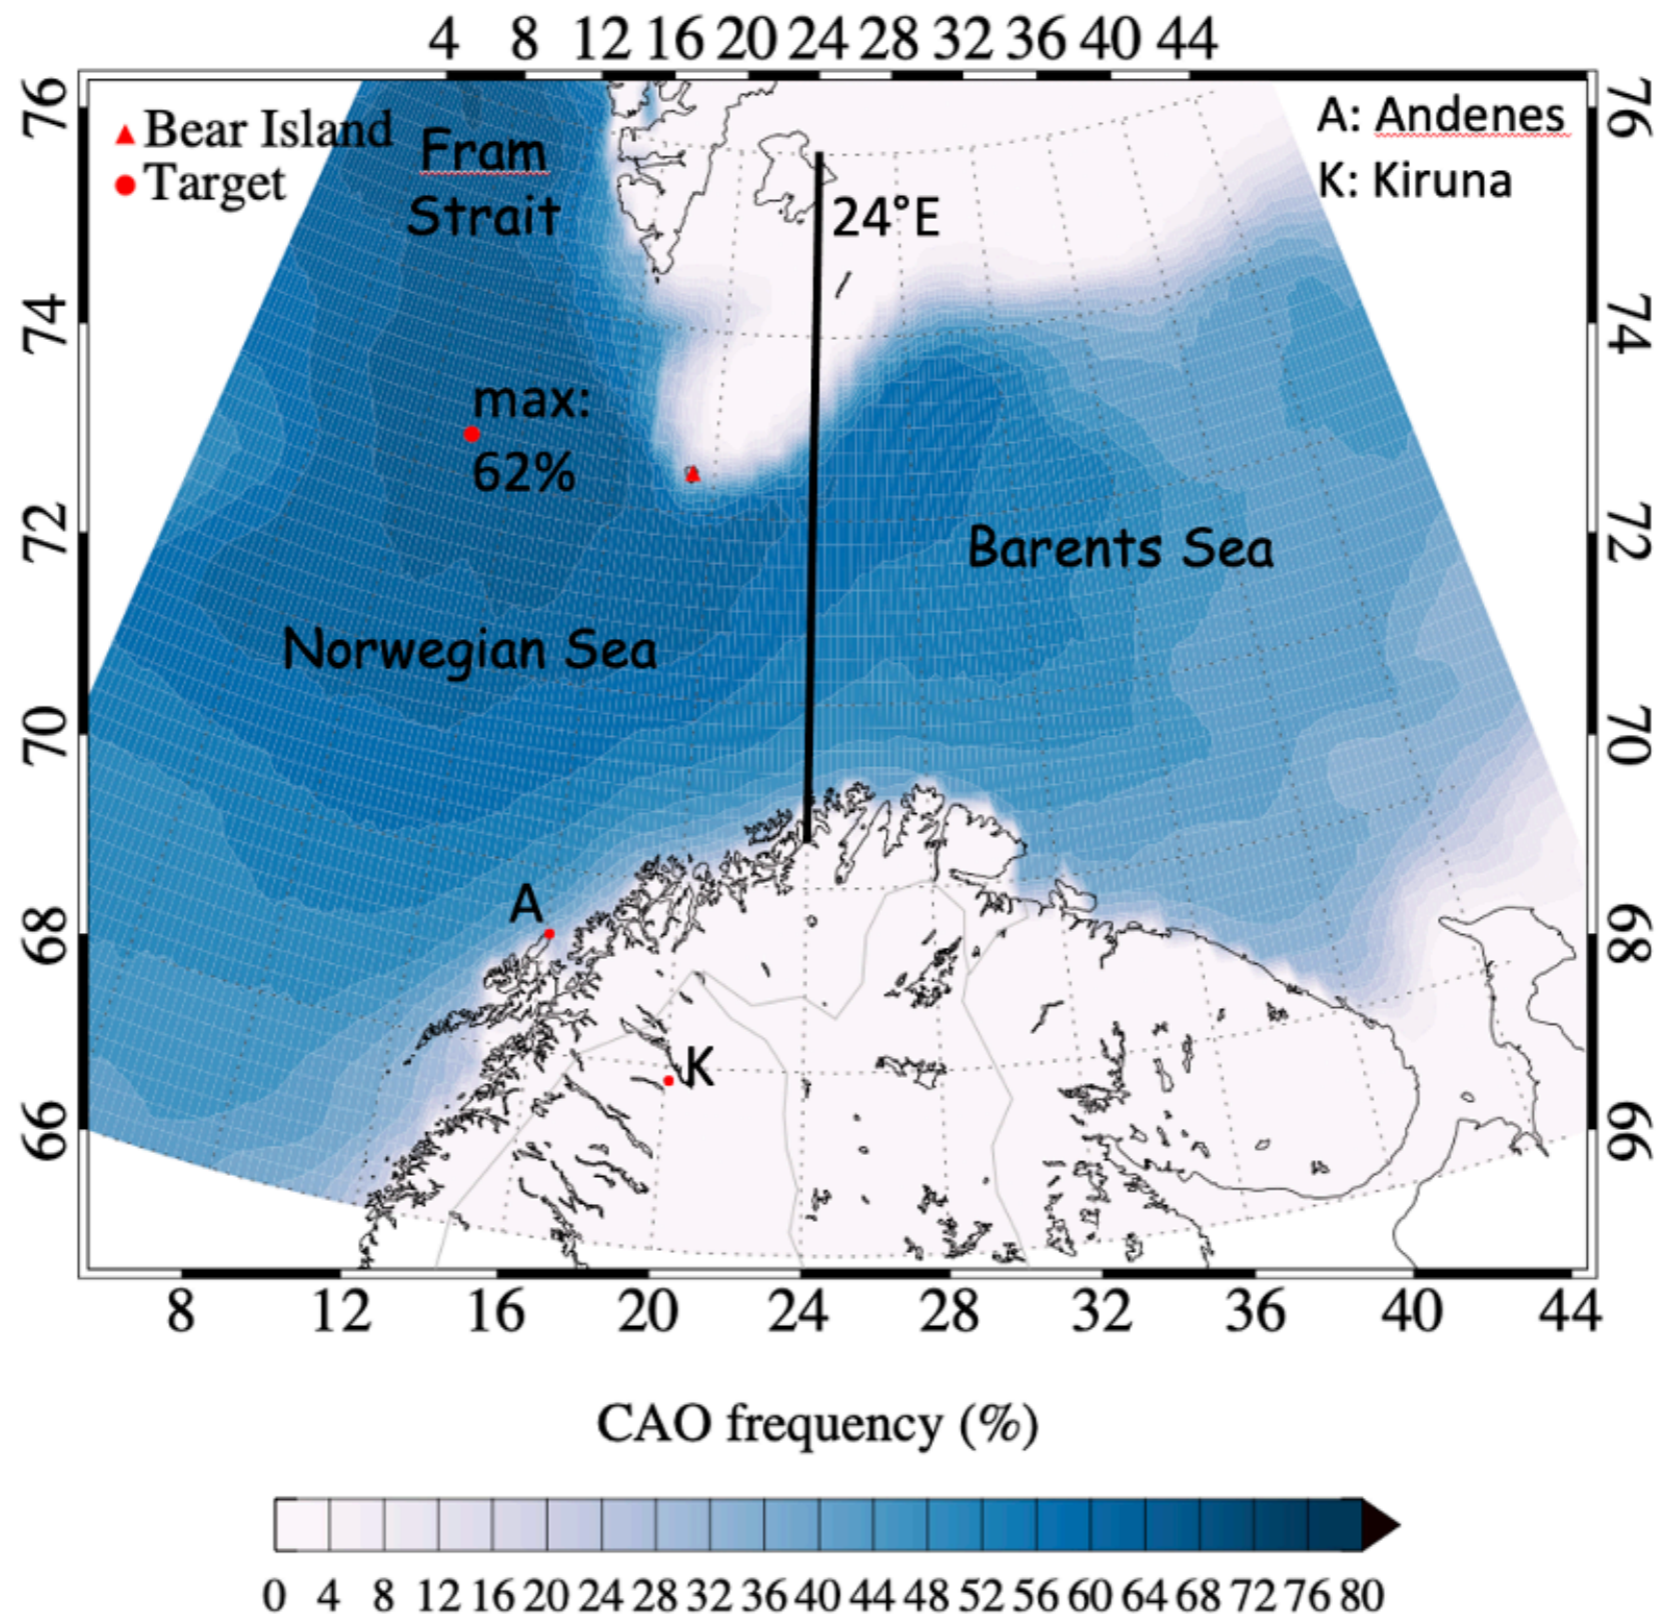 4 8 12 16 20 24 28 32 36 40 44
76 76
Bear Island
Target
Fram
Strait
A: Andenes
K: Kiruna
24°E
74 74
max:
62%
72 72
Barents Sea
Norwegian Sea
70 70
A
68 68
K
66 66
8 12 16 20 24 28 32 36 40 44
CAO frequency (%)
0 4 8 12 16 20 24 28 32 36 40 44 48 52 56 60 64 68 72 76 80